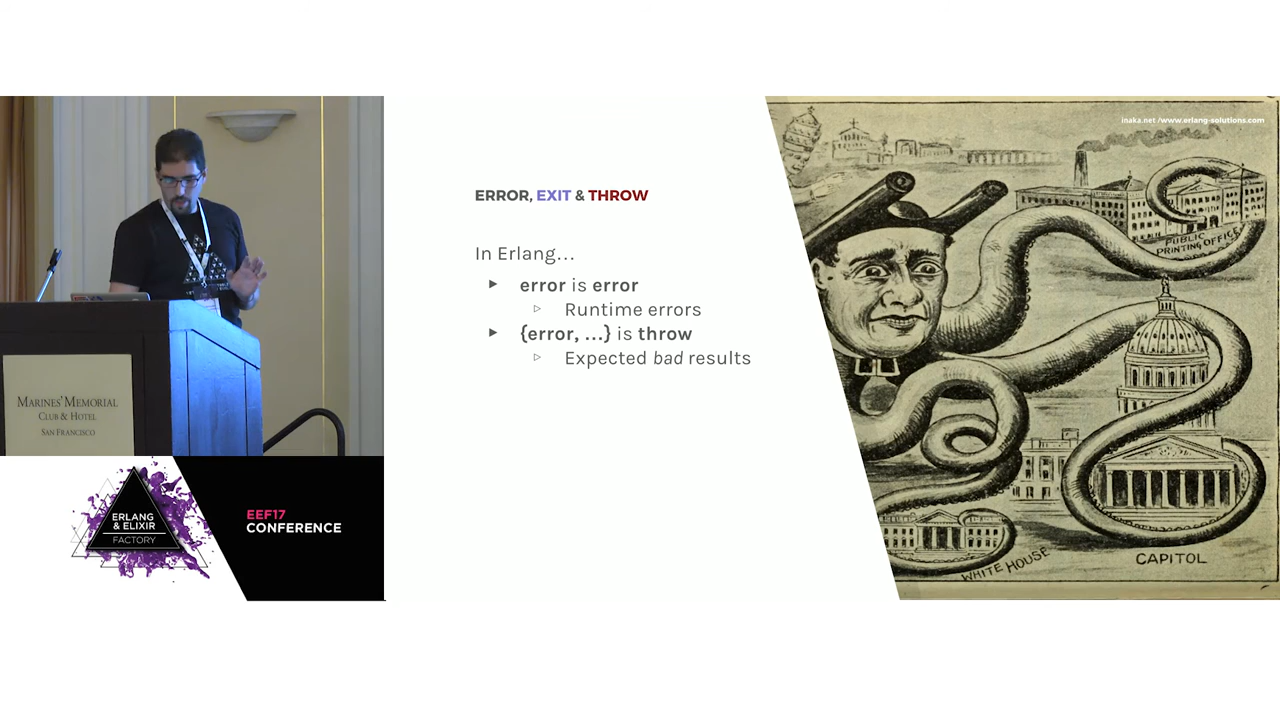 inaka.net /www.erlang-solutions.com
ERROR, EXIT & THROW
In Erlang…
error is error
Runtime errors
{error, …} is throw
Expected bad results
PUBLIC
PRINTING OFFICE
WHITE HOUSE
CAPITOL
MARINES' MEMORIAL
CLUB & HOTEL
SAN FRANCISCO
ERLANG
& ELIXIR
FACTORY
EEF17
CONFERENCE